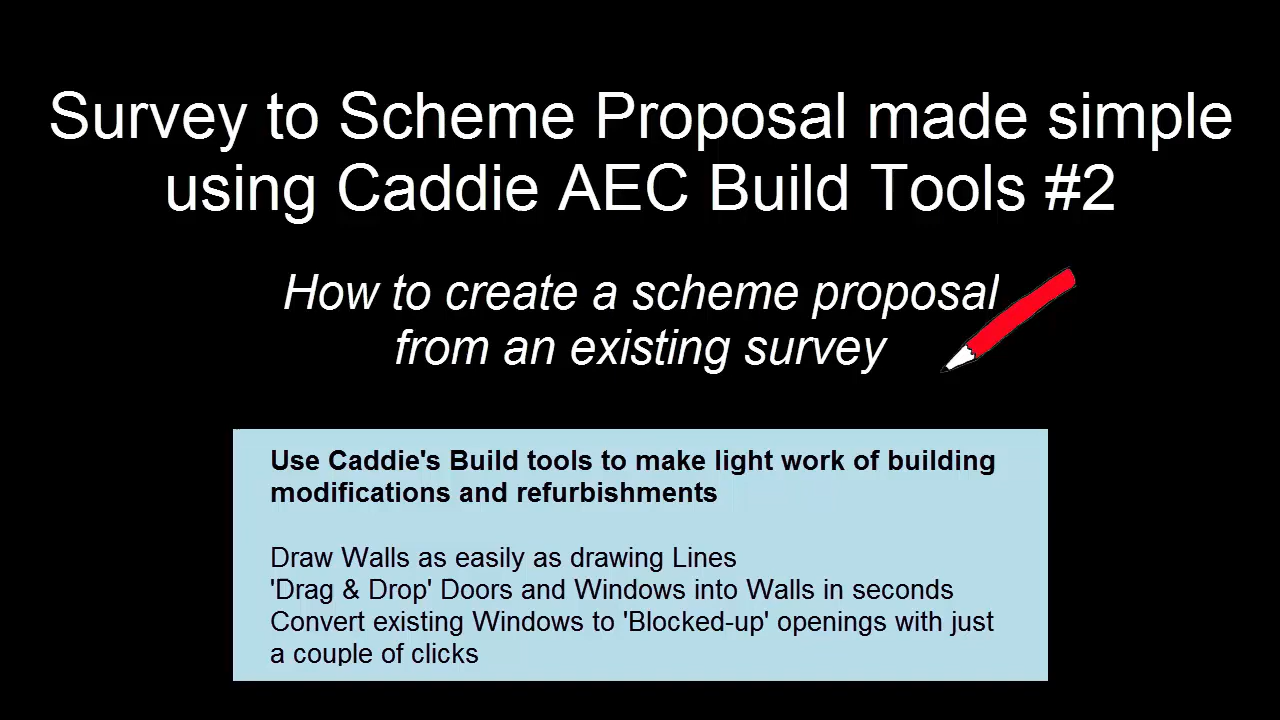 Survey to Scheme Proposal made simple
using Caddie AEC Build Tools #2
How to create a scheme proposal
from an existing survey
Use Caddie's Build tools to make light work of building
modifications and refurbishments
Draw Walls as easily as drawing Lines
'Drag & Drop' Doors and Windows into Walls in seconds
Convert existing Windows to 'Blocked-up' openings with just
a couple of clicks